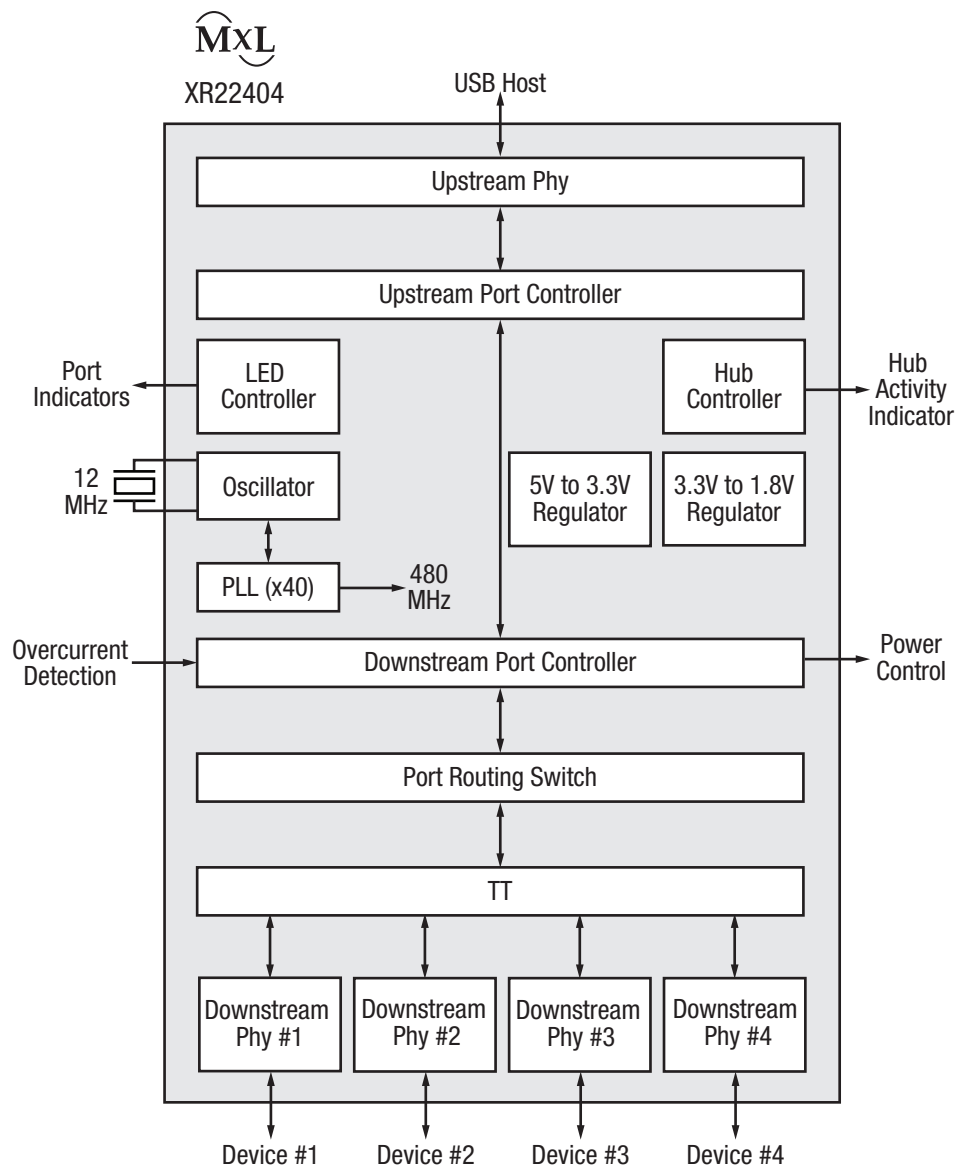 MXL
XR22404
USB Host
Upstream Phy
Upstream Port Controller
Port
Indicators
LED
Controller
Hub
Controller
Hub
Activity
Indicator
12
MHz
Oscillator
5V to 3.3V
Regulator
3.3V to 1.8V
Regulator
PLL (x40)
480
MHz
Overcurrent
Detection
Downstream Port Controller
Power
Control
Port Routing Switch
TT
Downstream
Phy #1
Downstream
Phy #2
Downstream
Phy #3
Downstream
Phy #4
Device #1
Device #2
Device #3
Device #4